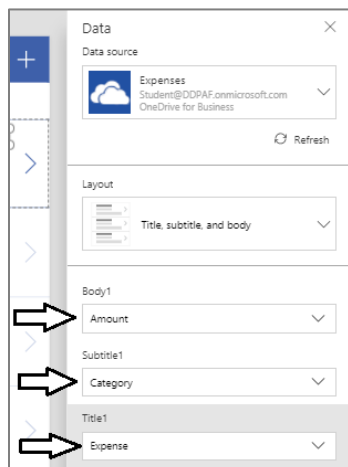 Data
Data source
Expenses
Student@DDPAF.onmicrosoft.com
OneDrive for Business
Refresh
Layout
Title, subtitle, and body
Body1
Amount
Subtitle1
Category
Title1
Expense